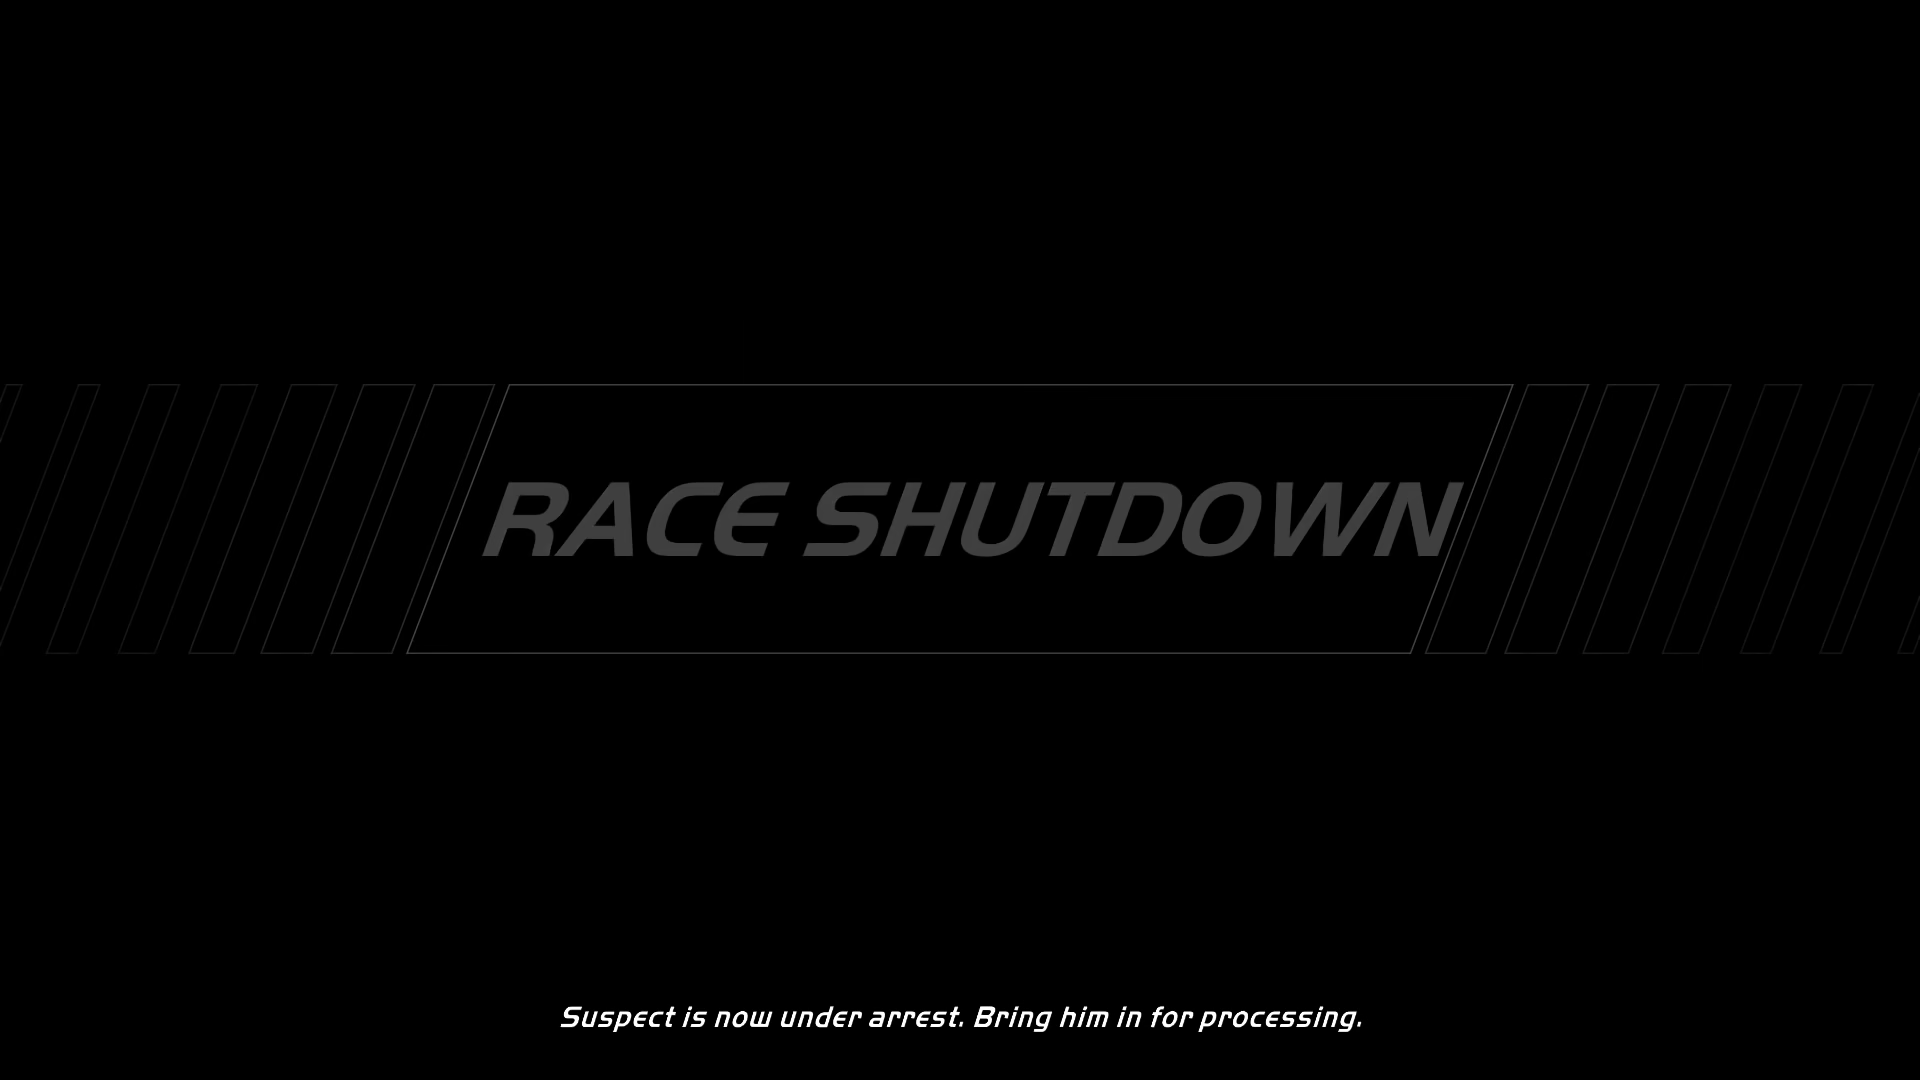 RACE SHUTDOWN
Suspect is now under arrest. Bring him in for processing.